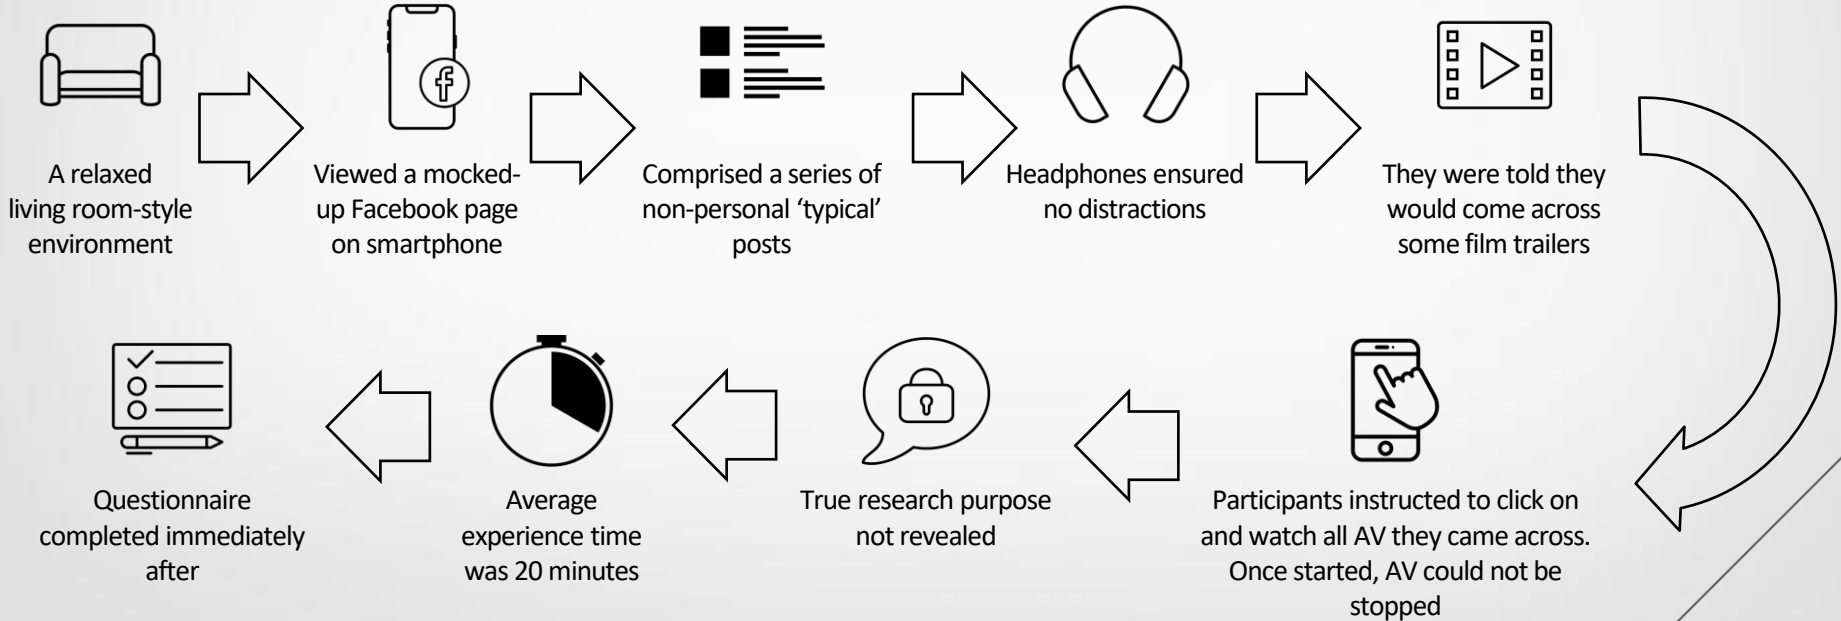 A relaxed
living room-style
environment
Viewed a mocked-
up Facebook page
on smartphone
Comprised a series of
non-personal ‘typical’
posts
Headphones ensured
no distractions
They were told they
would come across
some film trailers
Participants instructed to click on
and watch all AV they came across.
Once started, AV could not be
stopped
True research purpose
not revealed
Average
experience time
was 20 minutes
Questionnaire
completed immediately
after